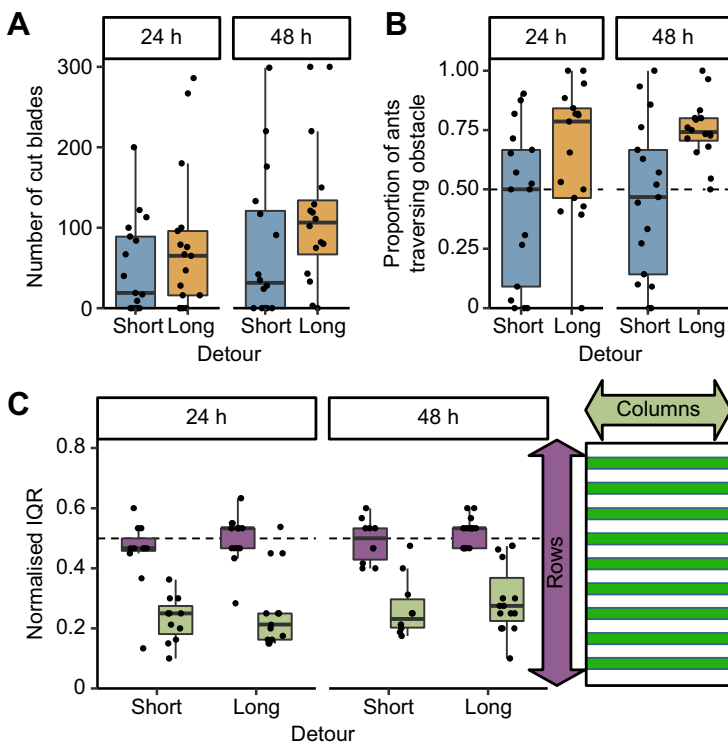 A
24 h
48 h
Number of cut blades
300
200
100
0
Short
Long
Short
Long
Detour
B
24 h
48 h
Proportion of ants
traversing obstacle
1.00
0.75
0.50
0.25
0
Short
Long
Short
Long
Detour
C
24 h
48 h
Normalised IQR
0.8
0.6
0.4
0.2
0
Short
Long
Short
Long
Detour
Columns
Rows